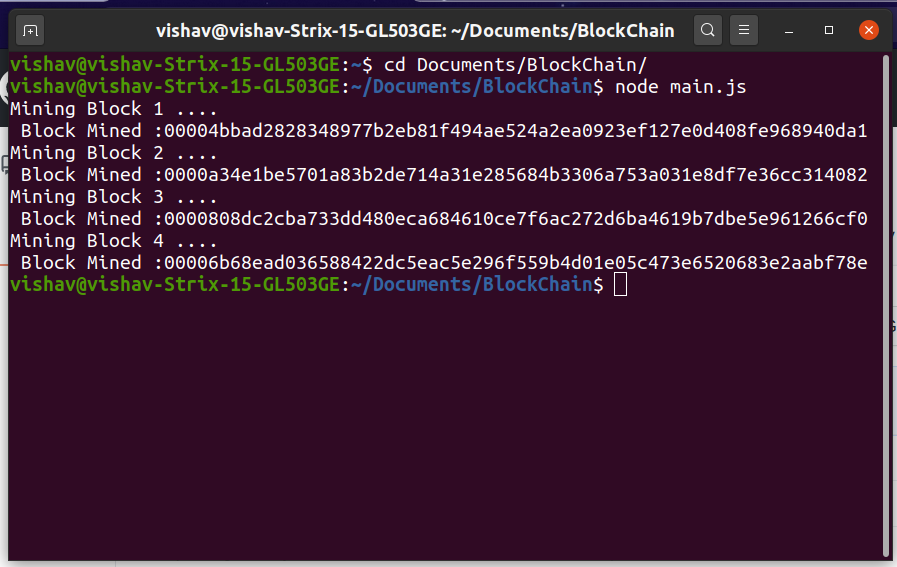 vishav@vishav-Strix-15-GL503GE: ~/Documents/BlockChain
vishav@vishav-Strix-15-GL503GE:~$ cd Documents/BlockChain/
vishav@vishav-Strix-15-GL503GE:~/Documents/BlockChain$ node main.js
Mining Block 1 ....
 Block Mined :00004bbad2828348977b2eb81f494ae524a2ea0923ef127e0d408fe968940da1
Mining Block 2 ....
 Block Mined :0000a34e1be5701a83b2de714a31e285684b3306a753a031e8df7e36cc314082
Mining Block 3 ....
 Block Mined :0000808dc2cba733dd480eca684610ce7f6ac272d6ba4619b7dbe5e961266cf0
Mining Block 4 ....
 Block Mined :00006b68ead036588422dc5eac5e296f559b4d01e05c473e6520683e2aabf78e
vishav@vishav-Strix-15-GL503GE:~/Documents/BlockChain$